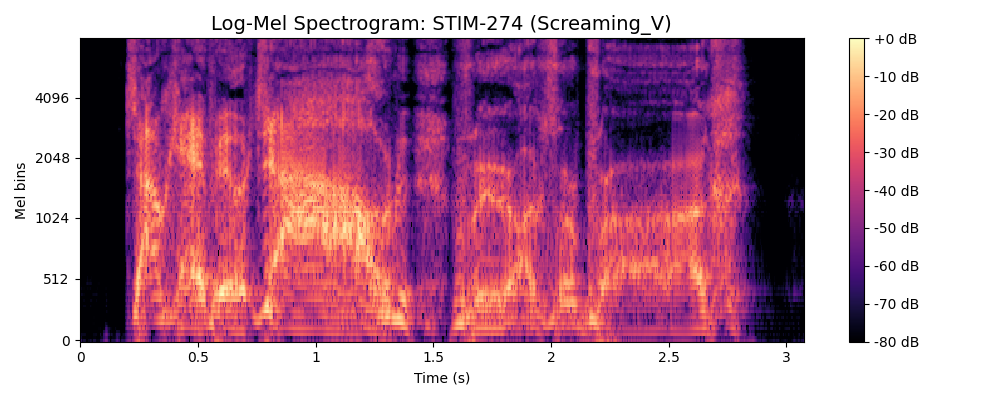 Log-Mel Spectrogram: STIM-274 (Screaming_V)
Mel bins
4096
2048
1024
512
0
0
0.5
1
1.5
2
2.5
3
Time (s)
+0 dB
-10 dB
-20 dB
-30 dB
-40 dB
-50 dB
-60 dB
-70 dB
-80 dB